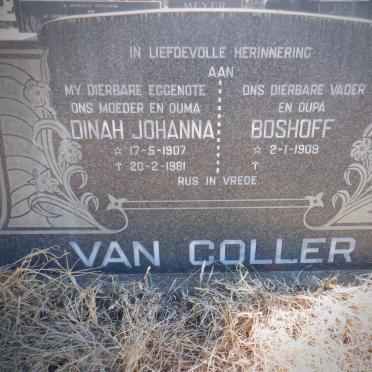 MEYER
IN LIEFDEVOLLE HERINNERING
AAN
MY DIERBARE EGGENOTE
ONS MOEDER EN OUMA
DINAH JOHANNA
☆ 17-5-1907
† 20-2-1981
ONS DIERBARE VADER
EN OUPA
BOSHOFF
☆ 2-1-1909
†
RUS IN VREDE
VAN COLLER